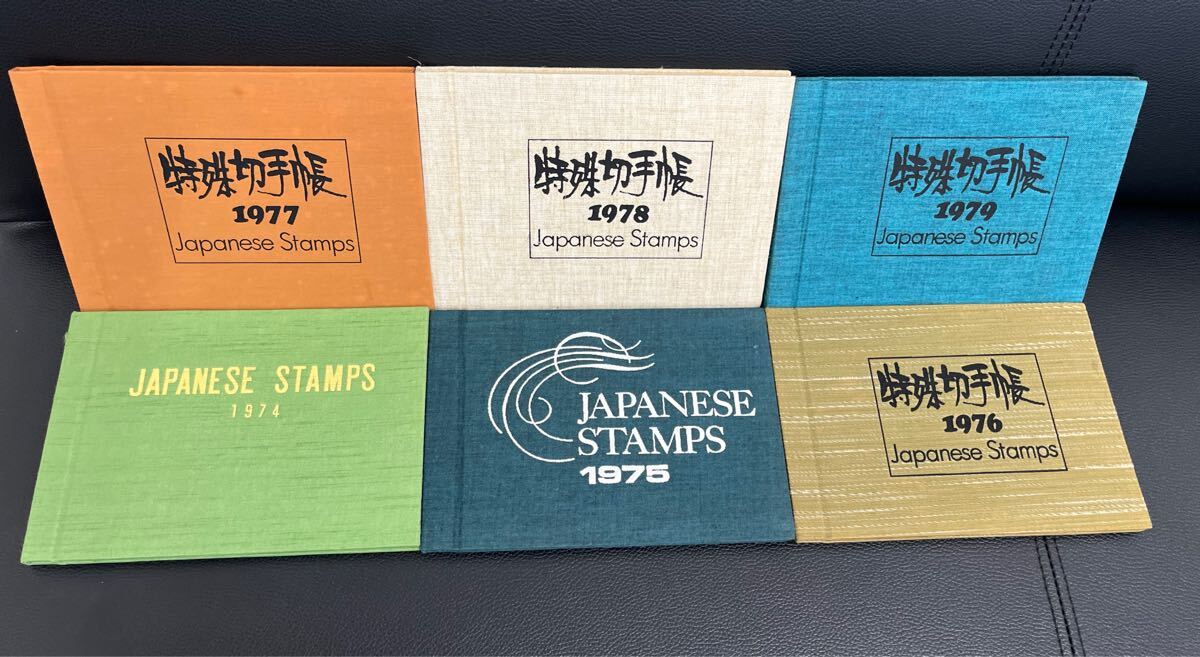 特殊切手帳
1977
Japanese Stamps
特殊切手帳
1978
Japanese Stamps
特殊切手帳
1979
Japanese Stamps
JAPANESE STAMPS
1974
JAPANESE
STAMPS
1975
特殊切手帳
1976
Japanese Stamps